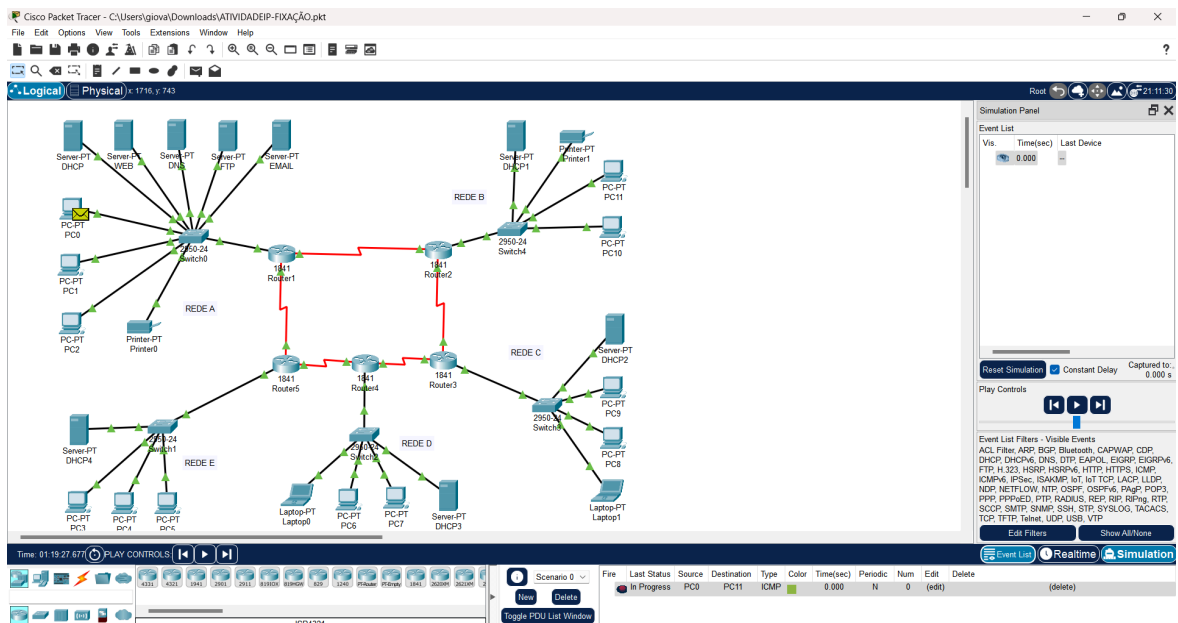 Cisco Packet Tracer - C:\Users\giova\Downloads\ATIVIDADEIP-FIXAÇÃO.pkt
File Edit Options View Tools Extensions Window Help
?
Logical
Physical
x: 1716, y: 743
Root
21:11:30
Server-PT
DHCP
Server-PT
WEB
Server-PT
DNS
Server-PT
FTP
Server-PT
EMAIL
PC-PT
PC0
PC-PT
PC1
PC-PT
PC2
Printer-PT
Printer0
2950-24
Switch0
REDE A
1841
Router1
1841
Router2
REDE B
Server-PT
DHCP1
Printer-PT
Printer1
PC-PT
PC11
PC-PT
PC10
2950-24
Switch4
1841
Router5
1841
Router4
1841
Router3
REDE C
Server-PT
DHCP2
PC-PT
PC9
PC-PT
PC8
Laptop-PT
Laptop1
2950-24
Server-PT
DHCP4
2950-24
Switch1
REDE E
PC-PT
PC3
PC-PT
PC4
PC-PT
PC5
2950-24
Switch2
REDE D
Laptop-PT
Laptop0
PC-PT
PC6
PC-PT
PC7
Server-PT
DHCP3
Simulation Panel
Event List
Vis. Time(sec) Last Device
0.000 --
Reset Simulation
Constant Delay
Captured to:
0.000 s
Play Controls
Event List Filters - Visible Events
ACL Filter, ARP, BGP, Bluetooth, CAPWAP, CDP,
DHCP, DHCPv6, DNS, DTP, EAPOL, EIGRP, EIGRPv6,
FTP, H.323, HSRP, HSRPv6, HTTP, HTTPS, ICMP,
ICMPv6, IPSec, ISAKMP, IoT, IoT TCP, LACP, LLDP,
NDP, NETFLOW, NTP, OSPF, OSPFv6, PAgP, POP3,
PPP, PPPoED, PTP, RADIUS, REP, RIP, RIPng, RTP,
SCCP, SMTP, SNMP, SSH, STP, SYSLOG, TACACS,
TCP, TFTP, Telnet, UDP, USB, VTP
Edit Filters
Show All/None
Time: 01:19:27.677
PLAY CONTROLS:
Event List
Realtime
Simulation
4331 4321 1941 2901 2911 819IOX 819HGW 829 1240 PT-Router PT-Empty 1841 2620XM 2621XM
Scenario 0
New
Delete
Toggle PDU List Window
Fire Last Status Source Destination Type Color Time(sec) Periodic Num Edit Delete
In Progress PC0 PC11 ICMP 0.000 N 0 (edit) (delete)